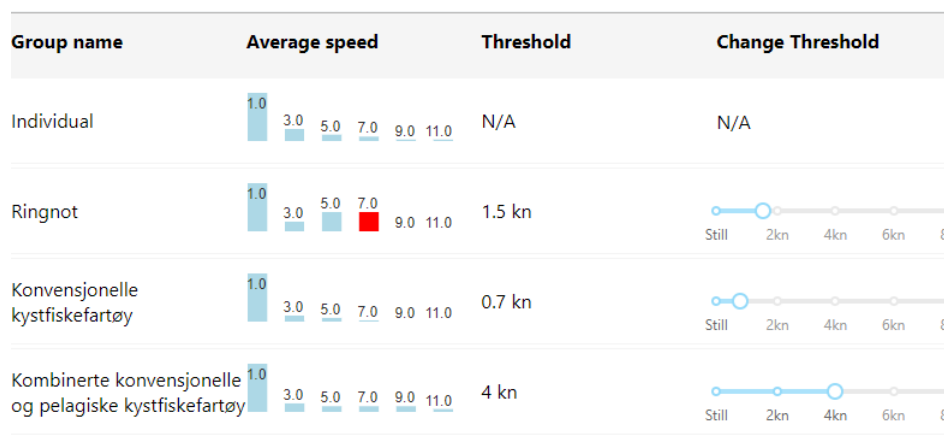 Group name Average speed Threshold Change Threshold
Individual 1.0 3.0 5.0 7.0 9.0 11.0 N/A N/A
Ringnot 1.0 3.0 5.0 7.0 9.0 11.0 1.5 kn
Still 2kn 4kn 6kn 8
Konvensjonelle
kystfiskefartøy 1.0 3.0 5.0 7.0 9.0 11.0 0.7 kn
Still 2kn 4kn 6kn 8
Kombinerte konvensjonelle
og pelagiske kystfiskefartøy 1.0 3.0 5.0 7.0 9.0 11.0 4 kn
Still 2kn 4kn 6kn 8